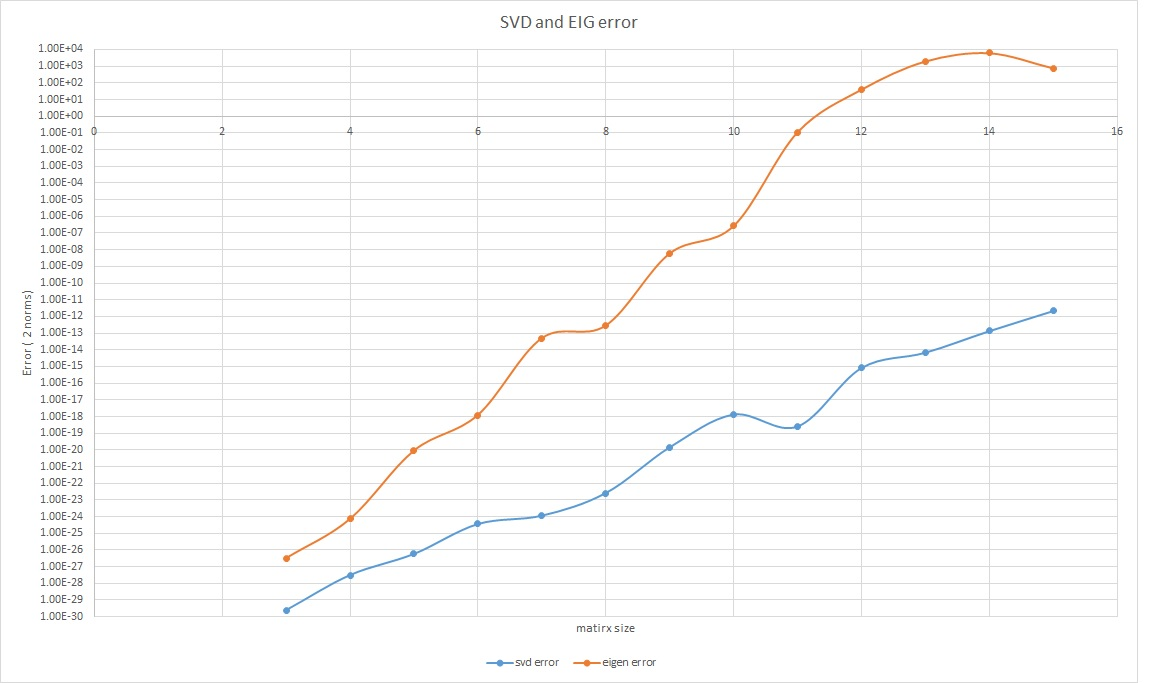 SVD and EIG error
1.00E+04
1.00E+03
1.00E+02
1.00E+01
1.00E+00
1.00E-01
1.00E-02
1.00E-03
1.00E-04
1.00E-05
1.00E-06
1.00E-07
1.00E-08
1.00E-09
1.00E-10
1.00E-11
1.00E-12
1.00E-13
1.00E-14
1.00E-15
1.00E-16
1.00E-17
1.00E-18
1.00E-19
1.00E-20
1.00E-21
1.00E-22
1.00E-23
1.00E-24
1.00E-25
1.00E-26
1.00E-27
1.00E-28
1.00E-29
1.00E-30
0 2 4 6 8 10 12 14 16
Error ( 2 norms)
matirx size
svd error eigen error